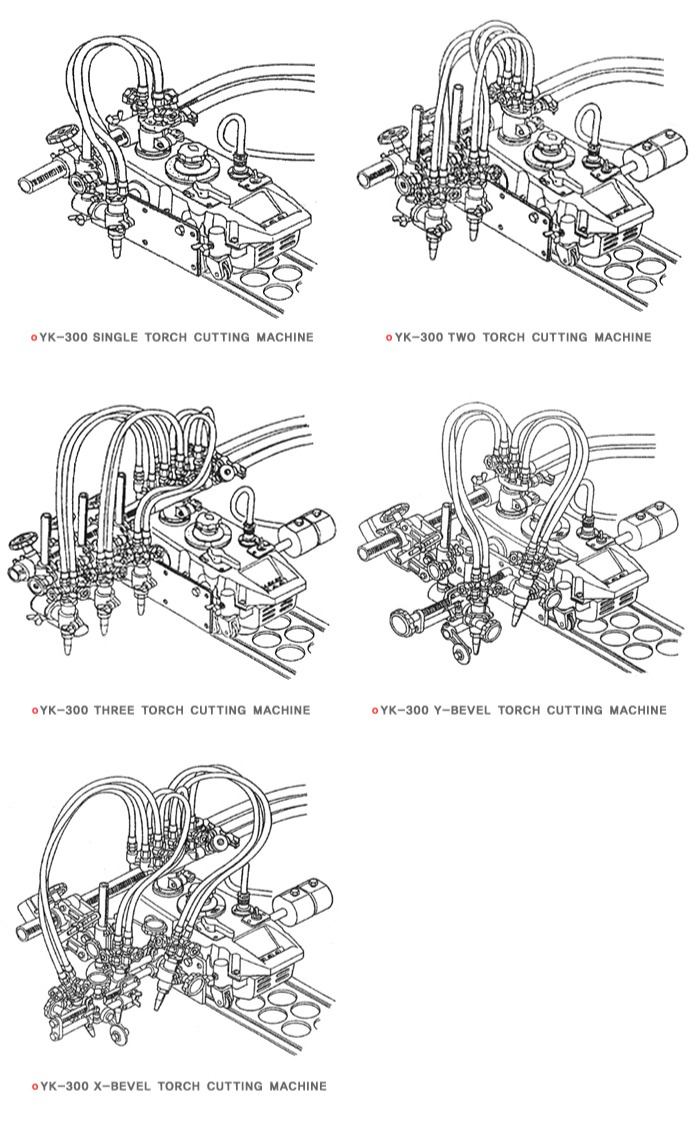 YK-300 SINGLE TORCH CUTTING MACHINE
YK-300 TWO TORCH CUTTING MACHINE
YK-300 THREE TORCH CUTTING MACHINE
YK-300 Y-BEVEL TORCH CUTTING MACHINE
YK-300 X-BEVEL TORCH CUTTING MACHINE